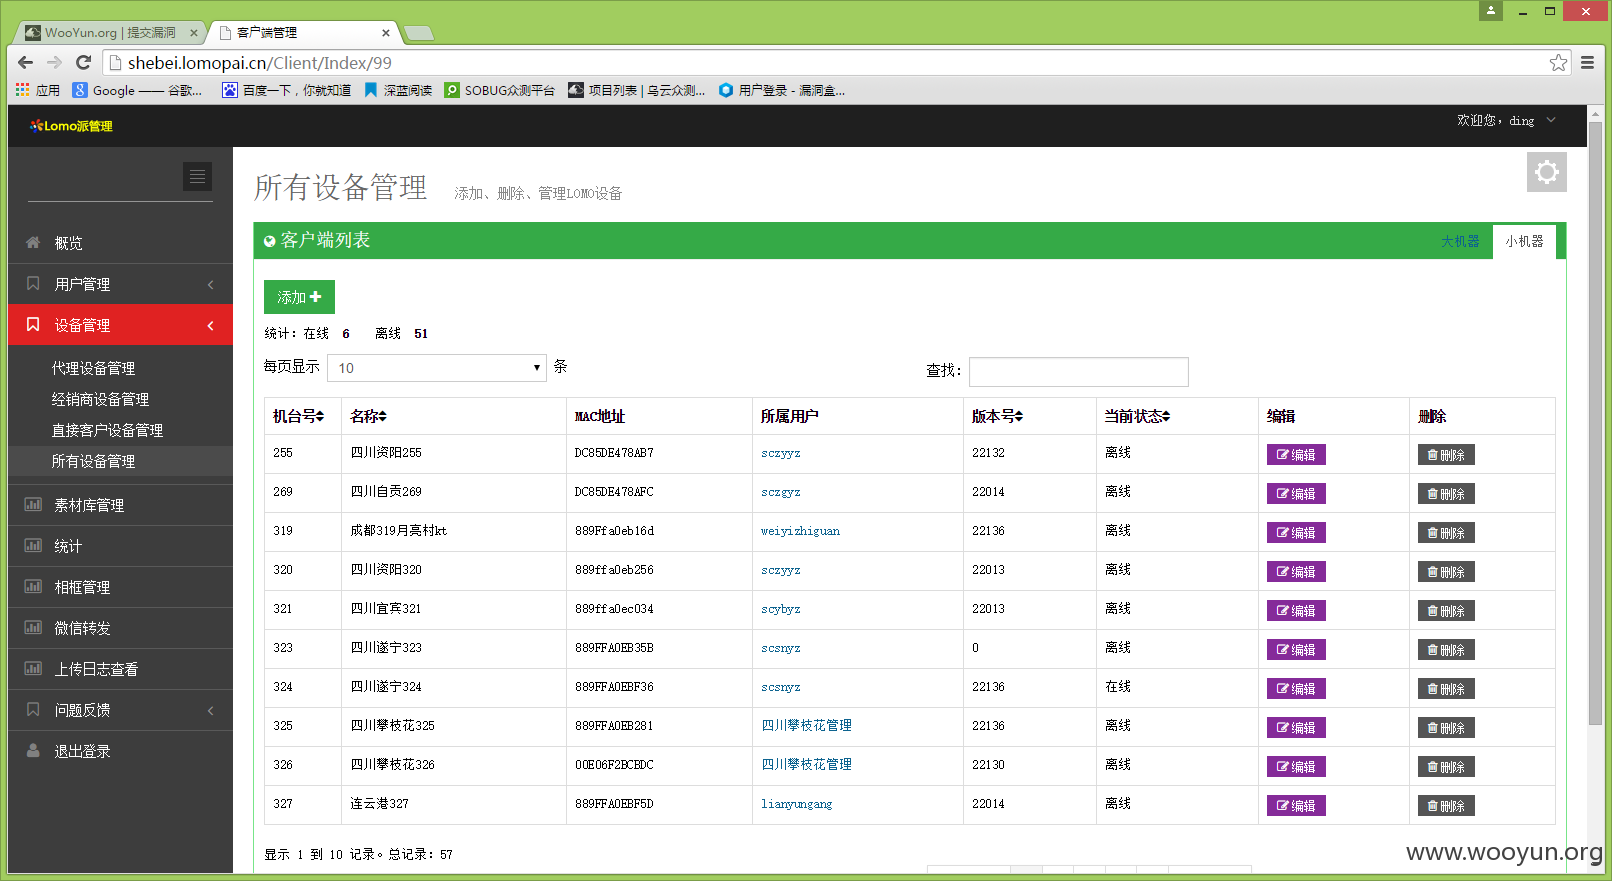 WooYun.org | 提交漏洞
客户端管理
shebei.lomopai.cn/Client/Index/99
应用 Google —— 谷歌... 百度一下，你就知道 深蓝阅读 SOBUG众测平台 项目列表 | 乌云众测... 用户登录 - 漏洞盒...
Lomo派管理
欢迎您，ding
概览
用户管理
设备管理
代理设备管理
经销商设备管理
直接客户设备管理
所有设备管理
素材库管理
统计
相框管理
微信转发
上传日志查看
问题反馈
退出登录
所有设备管理 添加、删除、管理LOMO设备
客户端列表 大机器 小机器
添加
统计: 在线 6 离线 51
每页显示 10 条 查找:
机台号 名称 MAC地址 所属用户 版本号 当前状态 编辑 删除
255 四川资阳255 DC85DE478AB7 sczyyz 22132 离线 编辑 删除
269 四川自贡269 DC85DE478AFC sczgyz 22014 离线 编辑 删除
319 成都319月亮村kt 889Ffa0eb16d weiyizhiguan 22136 离线 编辑 删除
320 四川资阳320 889ffa0eb256 sczyyz 22013 离线 编辑 删除
321 四川宜宾321 889ffa0ec034 scybyz 22013 离线 编辑 删除
323 四川遂宁323 889FFA0EB35B scsnyz 0 离线 编辑 删除
324 四川遂宁324 889FFA0EBF36 scsnyz 22136 在线 编辑 删除
325 四川攀枝花325 889FFA0EB281 四川攀枝花管理 22136 离线 编辑 删除
326 四川攀枝花326 00E06F2BCBDC 四川攀枝花管理 22130 离线 编辑 删除
327 连云港327 889FFA0EBF5D lianyungang 22014 离线 编辑 删除
显示 1 到 10 记录。总记录: 57
www.wooyun.org